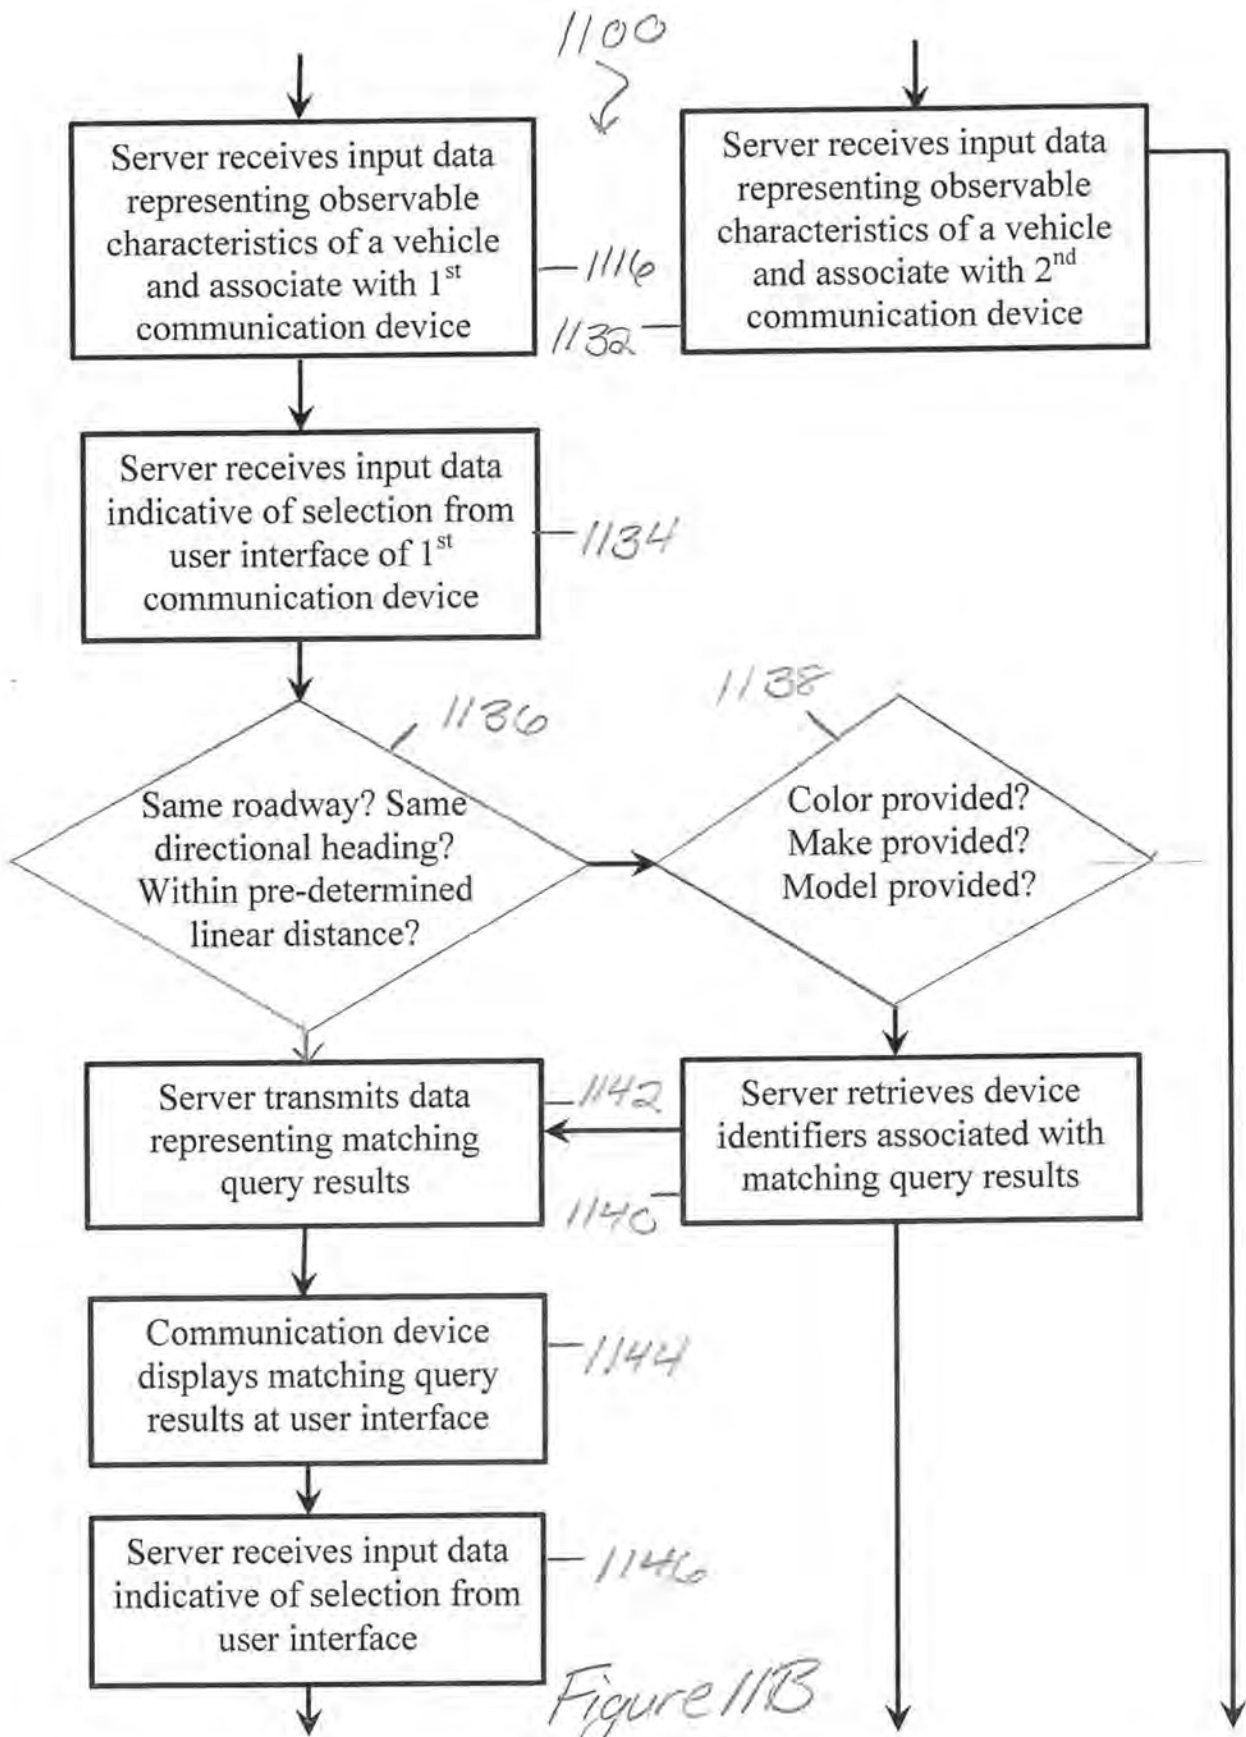 1100
Server receives input data
representing observable
characteristics of a vehicle
and associate with 1st
communication device
1116
Server receives input data
representing observable
characteristics of a vehicle
and associate with 2nd
communication device
1132
Server receives input data
indicative of selection from
user interface of 1st
communication device
1134
1136
Same roadway? Same
directional heading?
Within pre-determined
linear distance?
1138
Color provided?
Make provided?
Model provided?
Server transmits data
representing matching
query results
1142
Server retrieves device
identifiers associated with
matching query results
1140
Communication device
displays matching query
results at user interface
1144
Server receives input data
indicative of selection from
user interface
1146
Figure 11B